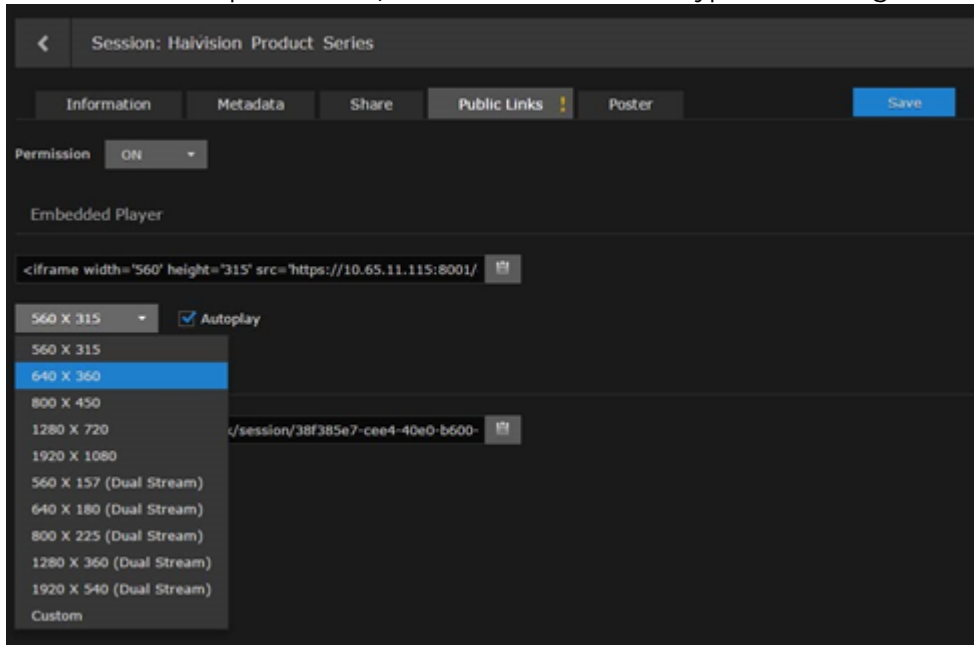 Session: Haivision Product Series
Information Metadata Share Public Links ! Poster Save
Permission ON
Embedded Player
<iframe width="560" height="315" src="https://10.65.11.115:8001/
560 X 315 Autoplay
560 X 315
640 X 360
800 X 450
1280 X 720 /session/38f385e7-cee4-40e0-b600-
1920 X 1080
560 X 157 (Dual Stream)
640 X 180 (Dual Stream)
800 X 225 (Dual Stream)
1280 X 360 (Dual Stream)
1920 X 540 (Dual Stream)
Custom